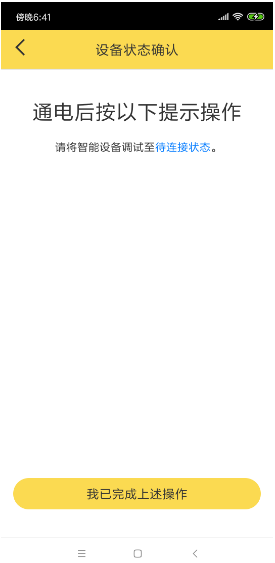 傍晚6:41
设备状态确认
通电后按以下提示操作
请将智能设备调试至待连接状态。
我已完成上述操作